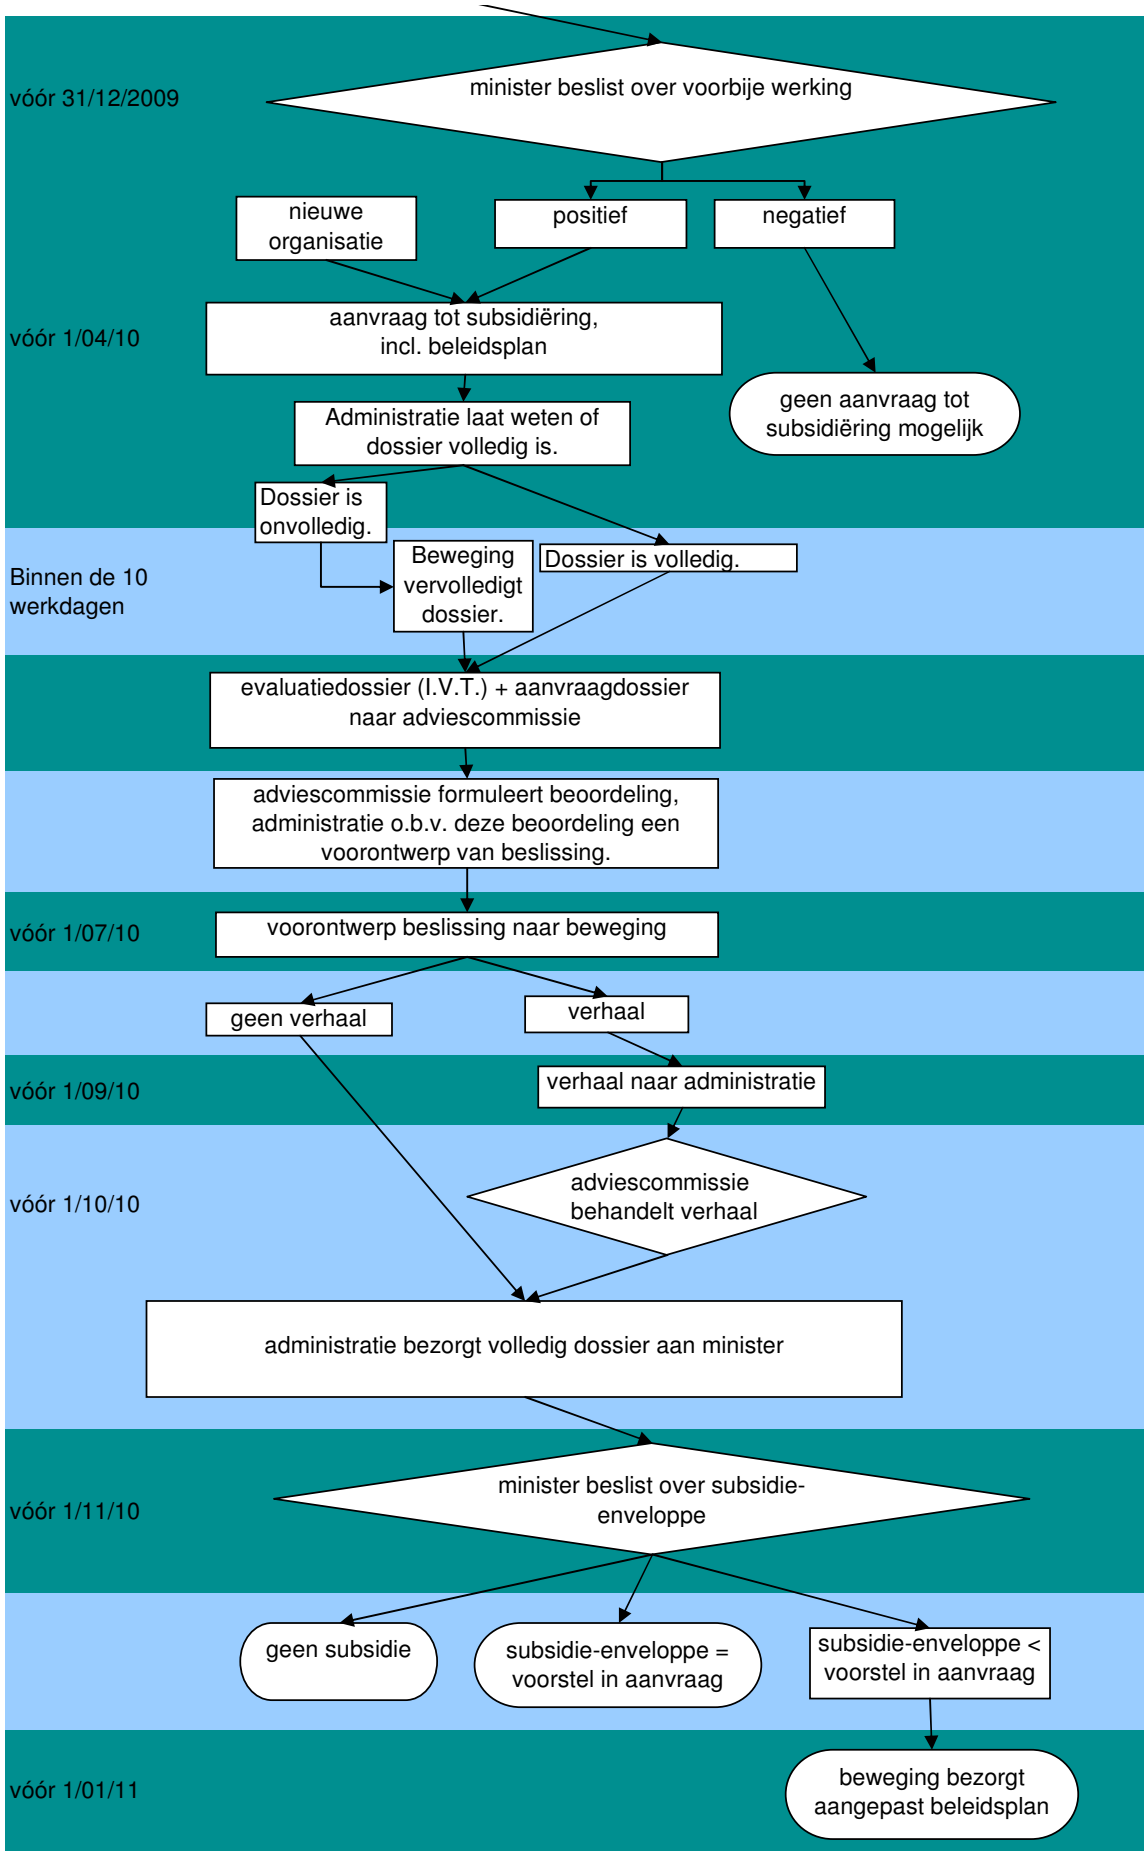 minister beslist over voorbije werking
vóór 31/12/2009
nieuwe
organisatie
positief
negatief
vóór 1/04/10
aanvraag tot subsidiëring,
incl. beleidsplan
geen aanvraag tot
subsidiëring mogelijk
Administratie laat weten of
dossier volledig is.
Dossier is
onvolledig.
Binnen de 10
werkdagen
Beweging
vervolledigt
dossier.
Dossier is volledig.
evaluatiedossier (I.V.T.) + aanvraagdossier
naar adviescommissie
adviescommissie formuleert beoordeling,
administratie o.b.v. deze beoordeling een
voorontwerp van beslissing.
vóór 1/07/10
voorontwerp beslissing naar beweging
geen verhaal
verhaal
vóór 1/09/10
verhaal naar administratie
vóór 1/10/10
adviescommissie
behandelt verhaal
administratie bezorgt volledig dossier aan minister
vóór 1/11/10
minister beslist over subsidie-
enveloppe
geen subsidie
subsidie-enveloppe =
voorstel in aanvraag
subsidie-enveloppe <
voorstel in aanvraag
vóór 1/01/11
beweging bezorgt
aangepast beleidsplan